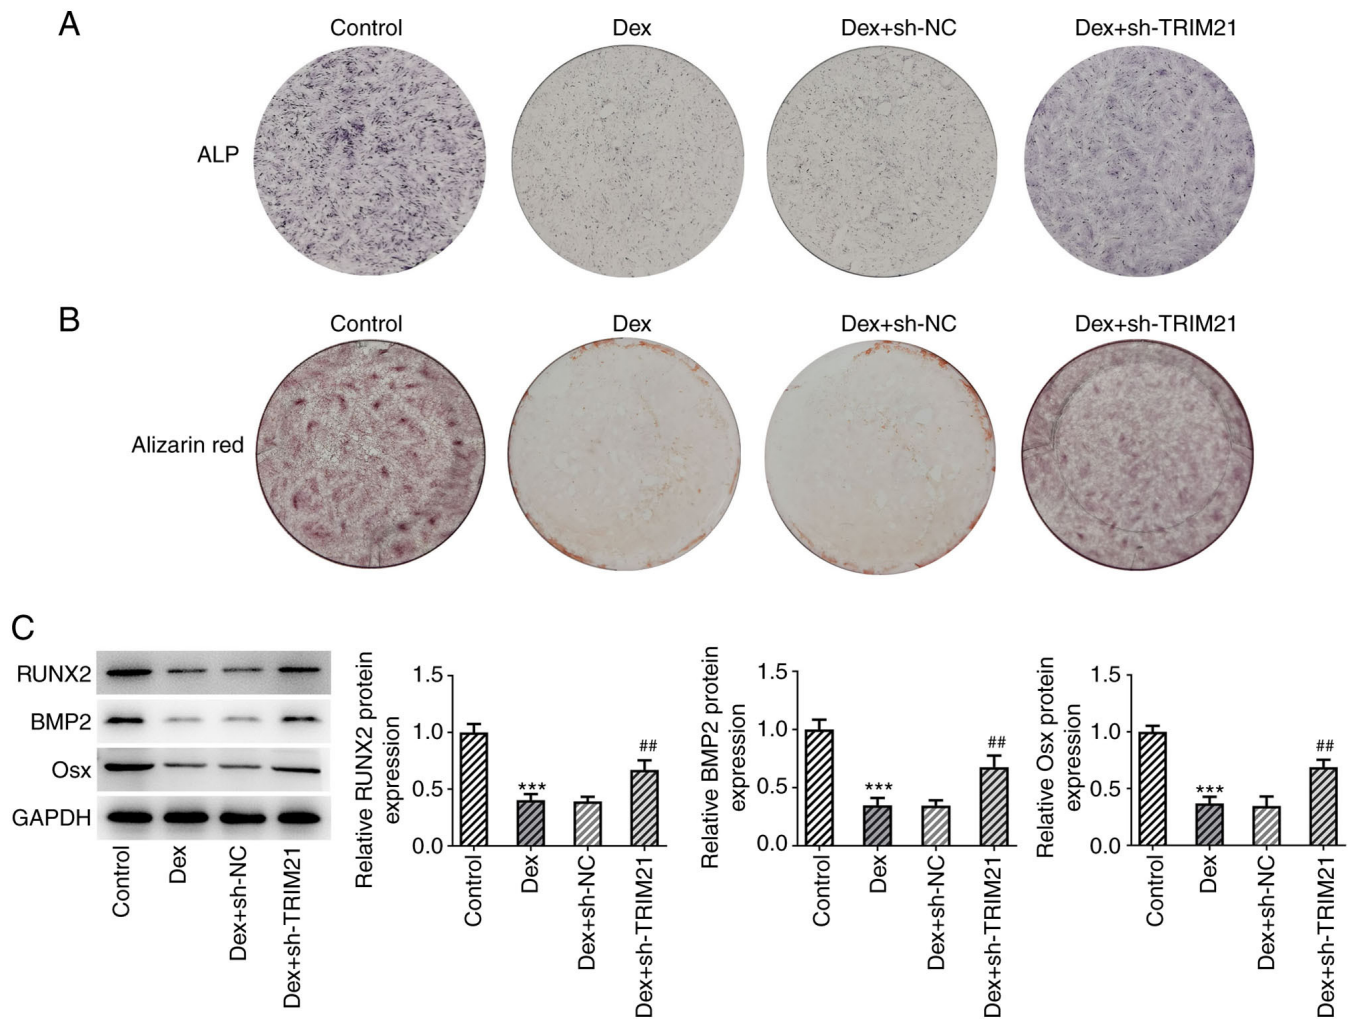 A
Control
Dex
Dex+sh-NC
Dex+sh-TRIM21
ALP
B
Control
Dex
Dex+sh-NC
Dex+sh-TRIM21
Alizarin red
C
RUNX2
BMP2
Osx
GAPDH
Control
Dex
Dex+sh-NC
Dex+sh-TRIM21
Relative RUNX2 protein
expression
1.5
1.0
0.5
0.0
***
##
Control
Dex
Dex+sh-NC
Dex+sh-TRIM21
Relative BMP2 protein
expression
1.5
1.0
0.5
0.0
***
##
Control
Dex
Dex+sh-NC
Dex+sh-TRIM21
Relative Osx protein
expression
1.5
1.0
0.5
0.0
***
##
Control
Dex
Dex+sh-NC
Dex+sh-TRIM21